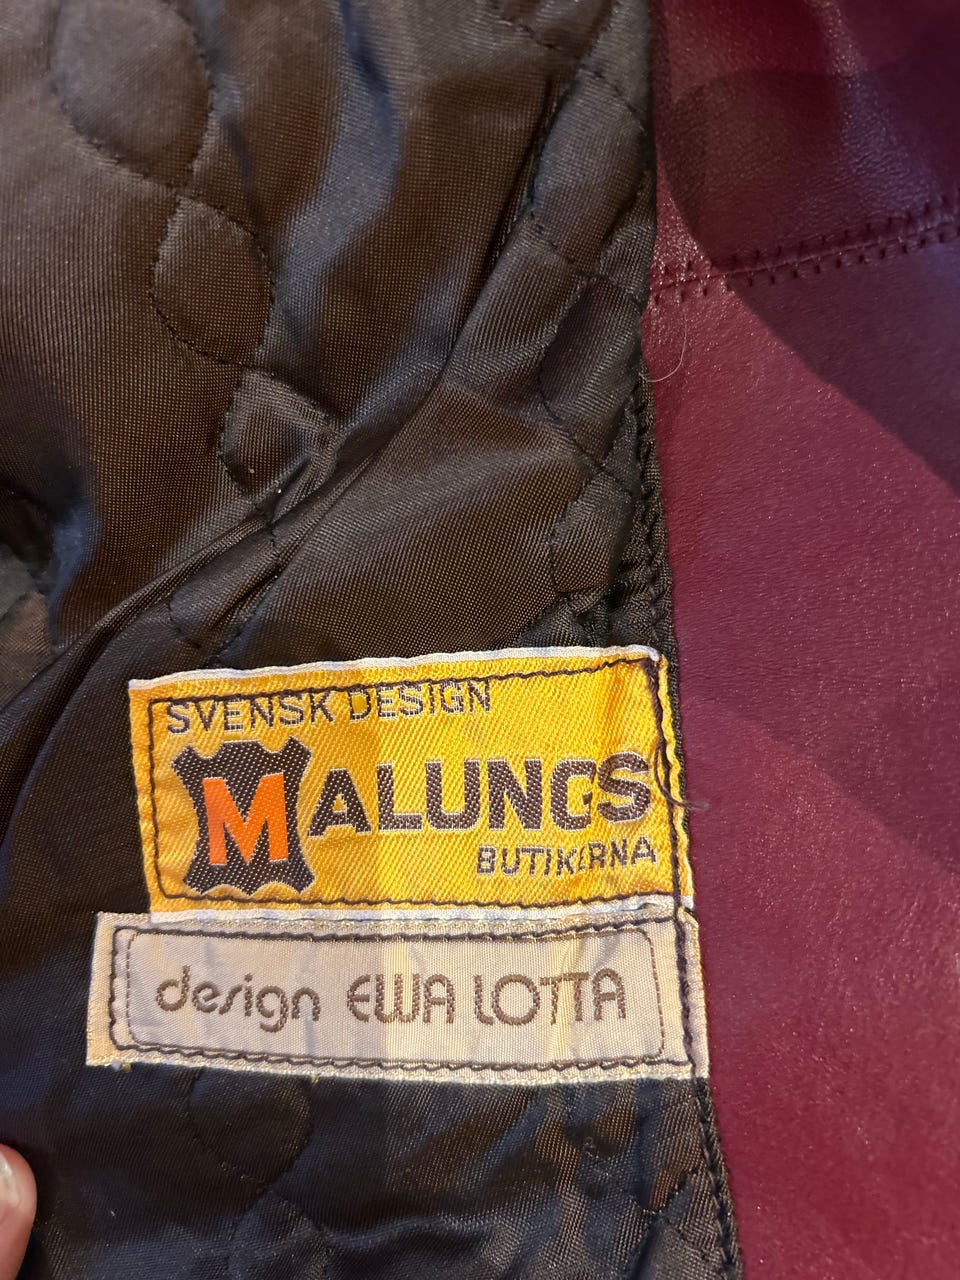 SVENSK DESIGN
MALUNGS
BUTIKERNA
design EWA LOTTA